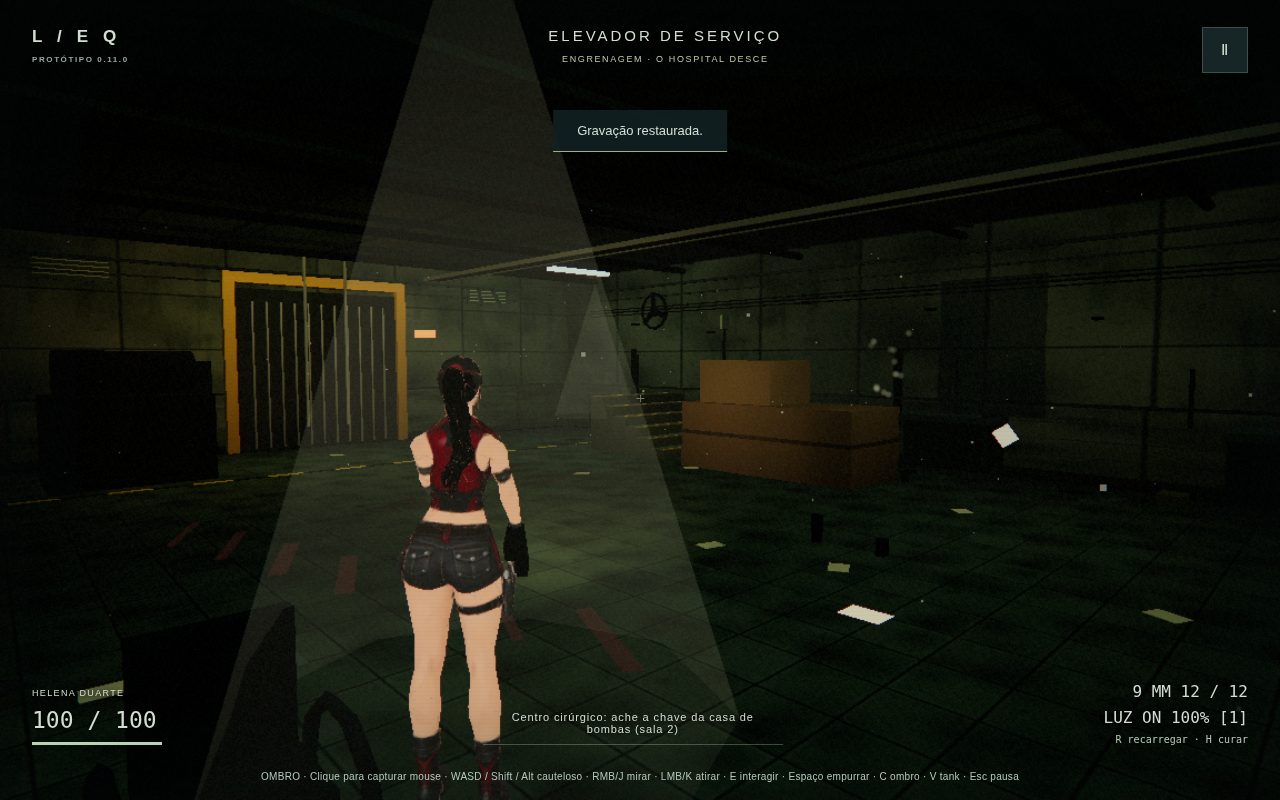 L / E Q
PROTÓTIPO 0.11.0
ELEVADOR DE SERVIÇO
ENGRENAGEM · O HOSPITAL DESCE
II
Gravação restaurada.
HELENA DUARTE
100 / 100
Centro cirúrgico: ache a chave da casa de
bombas (sala 2)
9 MM 12 / 12
LUZ ON 100% [1]
R recarregar · H curar
OMBRO · Clique para capturar mouse · WASD / Shift / Alt cauteloso · RMB/J mirar · LMB/K atirar · E interagir · Espaço empurrar · C ombro · V tank · Esc pausa